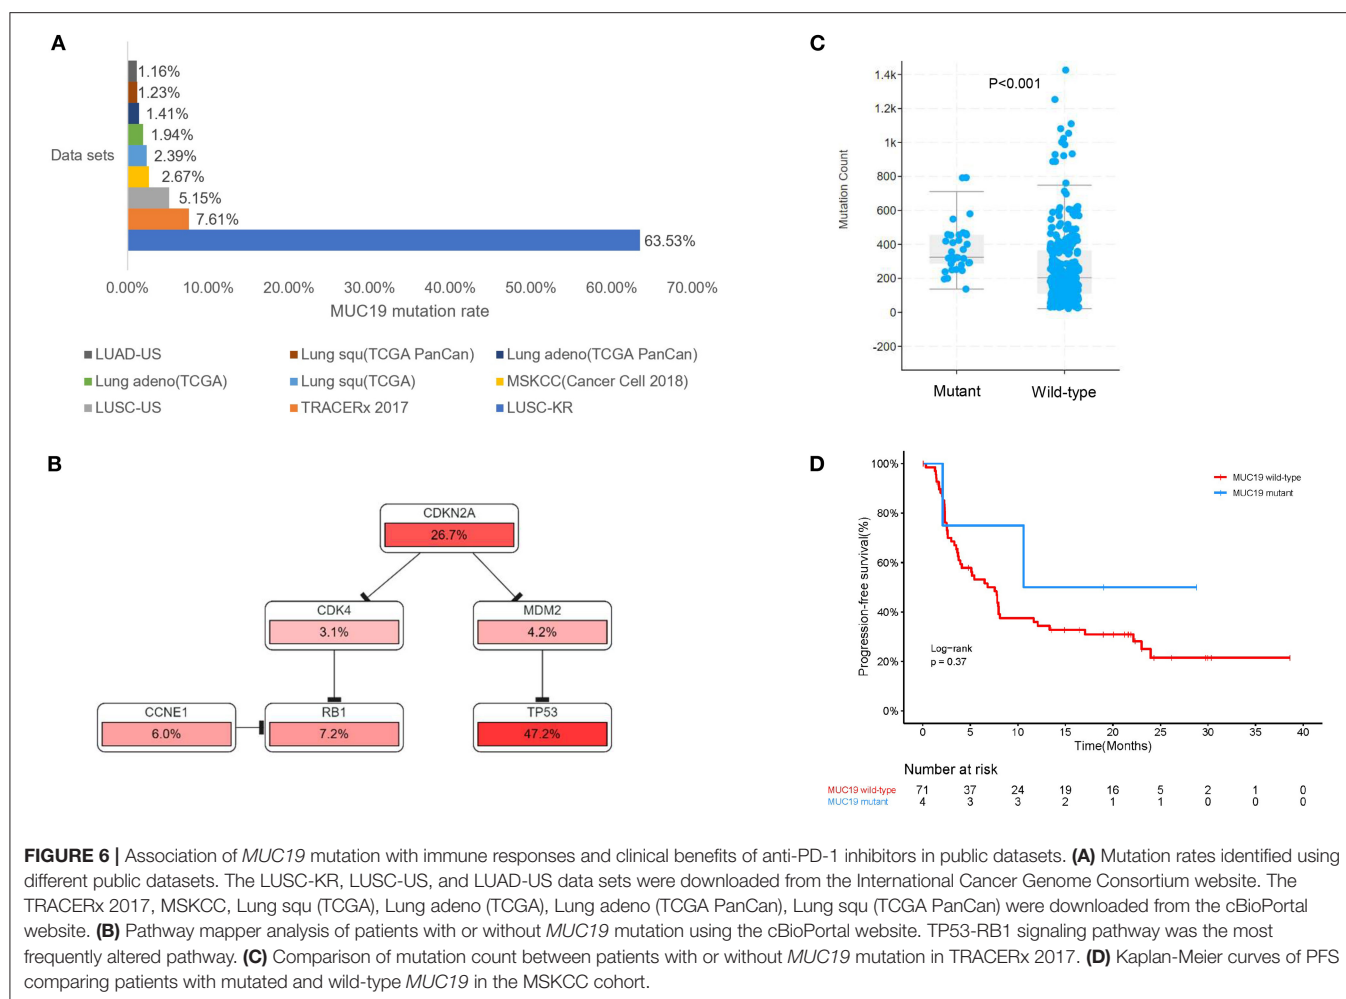 A
1.16%
1.23%
1.41%
1.94%
Data sets
2.39%
2.67%
5.15%
7.61%
63.53%
0.00% 10.00% 20.00% 30.00% 40.00% 50.00% 60.00% 70.00%
MUC19 mutation rate
LUAD-US Lung squ(TCGA PanCan) Lung adeno(TCGA PanCan)
Lung adeno(TCGA) Lung squ(TCGA) MSKCC(Cancer Cell 2018)
LUSC-US TRACERx 2017 LUSC-KR
C
P<0.001
Mutation Count
1.4k
1.2k
1k
800
600
400
200
0
-200
Mutant Wild-type
B
CDKN2A
26.7%
CDK4 MDM2
3.1% 4.2%
CCNE1 RB1 TP53
6.0% 7.2% 47.2%
D
Progression-free survival(%)
100%
80%
60%
40%
20%
0%
MUC19 wild-type
MUC19 mutant
Log-rank
p = 0.37
0 5 10 15 20 25 30 35 40
Time(Months)
Number at risk
MUC19 wild-type 71 37 24 19 16 5 2 1 0
MUC19 mutant 4 3 3 2 1 1 0 0 0
FIGURE 6 | Association of MUC19 mutation with immune responses and clinical benefits of anti-PD-1 inhibitors in public datasets. (A) Mutation rates identified using
different public datasets. The LUSC-KR, LUSC-US, and LUAD-US data sets were downloaded from the International Cancer Genome Consortium website. The
TRACERx 2017, MSKCC, Lung squ (TCGA), Lung adeno (TCGA), Lung adeno (TCGA PanCan), Lung squ (TCGA PanCan) were downloaded from the cBioPortal
website. (B) Pathway mapper analysis of patients with or without MUC19 mutation using the cBioPortal website. TP53-RB1 signaling pathway was the most
frequently altered pathway. (C) Comparison of mutation count between patients with or without MUC19 mutation in TRACERx 2017. (D) Kaplan-Meier curves of PFS
comparing patients with mutated and wild-type MUC19 in the MSKCC cohort.